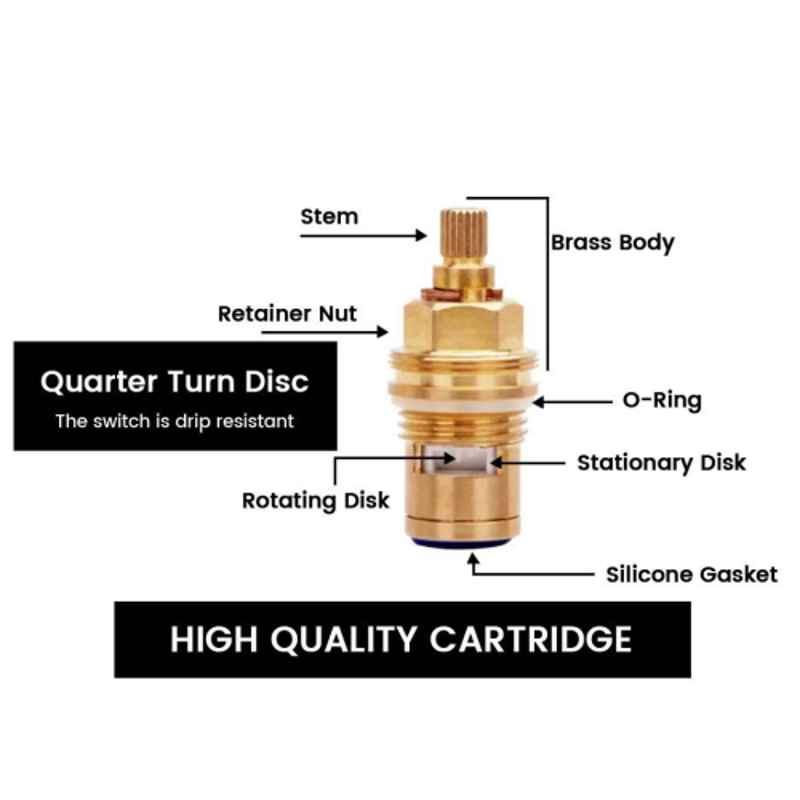 Stem
Brass Body
Retainer Nut
Quarter Turn Disc
The switch is drip resistant
O-Ring
Stationary Disk
Rotating Disk
Silicone Gasket
HIGH QUALITY CARTRIDGE